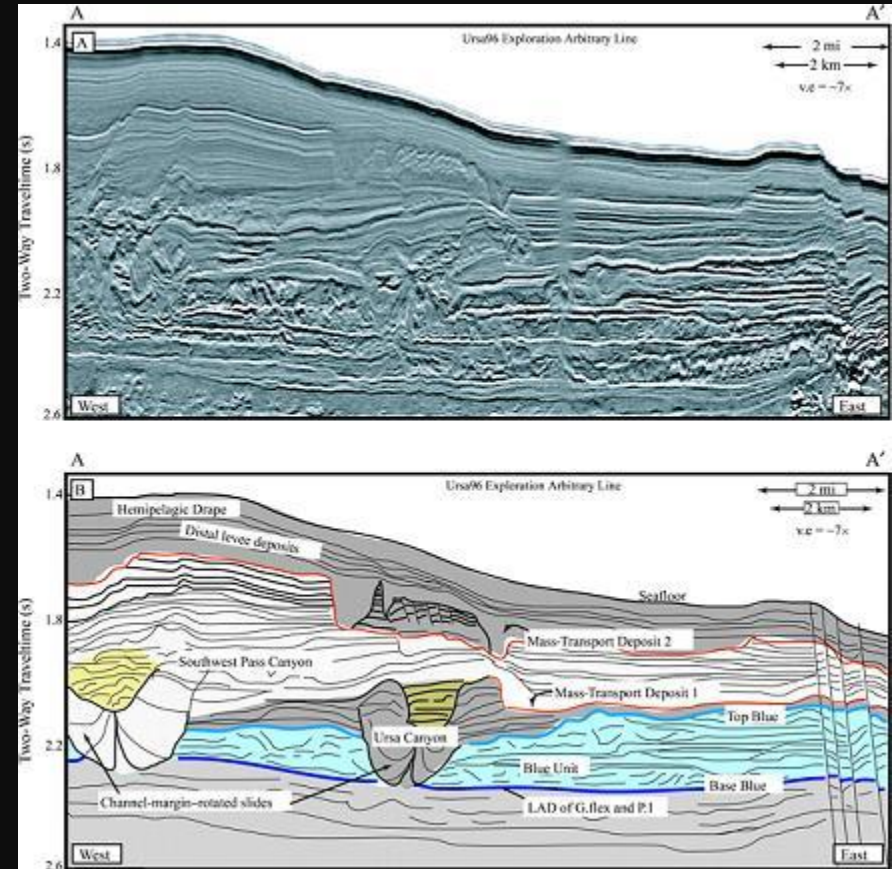 A A′
A Ursa96 Exploration Arbitrary Line 2 mi
2 km
v.e = ~7×
1.4
1.8
2.2
2.6
Two-Way Traveltime (s)
West East
A A′
B Ursa96 Exploration Arbitrary Line 2 mi
2 km
v.e = ~7×
1.4
1.8
2.2
2.6
Two-Way Traveltime (s)
Hemipelagic Drape
Distal levee deposits
Seafloor
Mass-Transport Deposit 2
Southwest Pass Canyon
Mass-Transport Deposit 1
Top Blue
Ursa Canyon
Blue Unit
Base Blue
Channel-margin–rotated slides
LAD of G.flex and P.l
West East